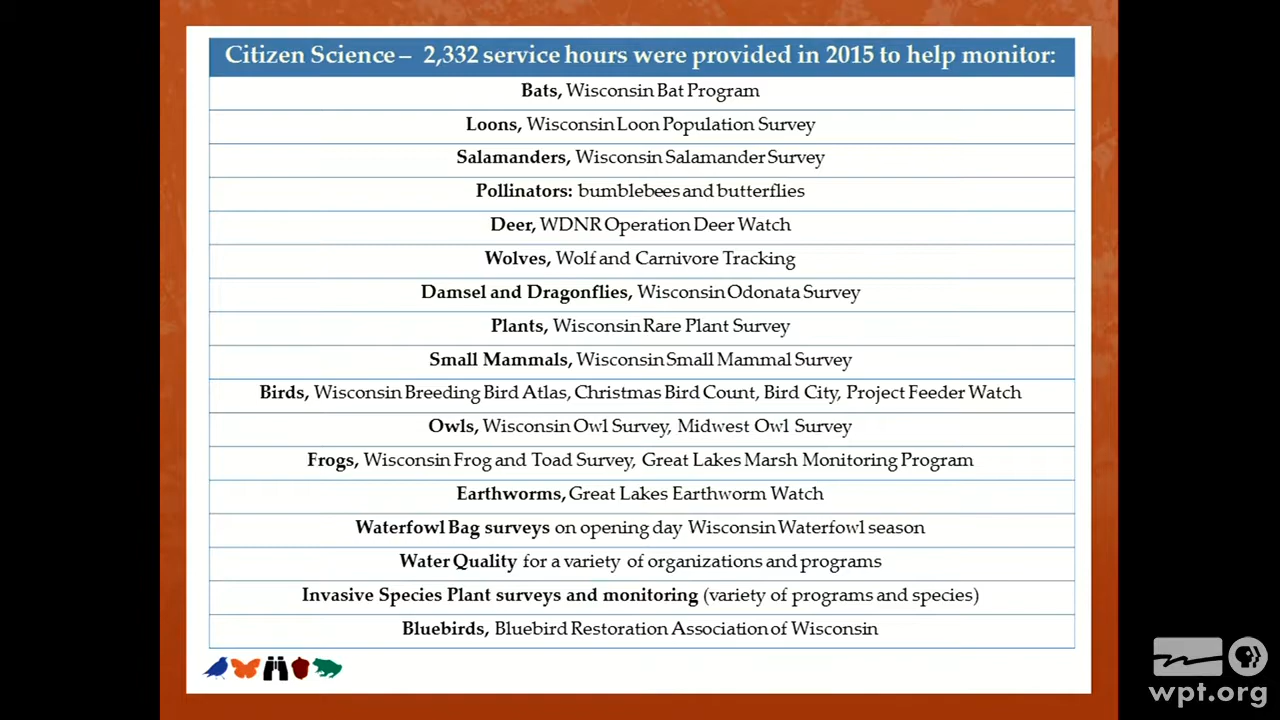 Citizen Science – 2,332 service hours were provided in 2015 to help monitor:
Bats, Wisconsin Bat Program
Loons, Wisconsin Loon Population Survey
Salamanders, Wisconsin Salamander Survey
Pollinators: bumblebees and butterflies
Deer, WDNR Operation Deer Watch
Wolves, Wolf and Carnivore Tracking
Damsel and Dragonflies, Wisconsin Odonata Survey
Plants, Wisconsin Rare Plant Survey
Small Mammals, Wisconsin Small Mammal Survey
Birds, Wisconsin Breeding Bird Atlas, Christmas Bird Count, Bird City, Project Feeder Watch
Owls, Wisconsin Owl Survey, Midwest Owl Survey
Frogs, Wisconsin Frog and Toad Survey, Great Lakes Marsh Monitoring Program
Earthworms, Great Lakes Earthworm Watch
Waterfowl Bag surveys on opening day Wisconsin Waterfowl season
Water Quality for a variety of organizations and programs
Invasive Species Plant surveys and monitoring (variety of programs and species)
Bluebirds, Bluebird Restoration Association of Wisconsin
wpt.org